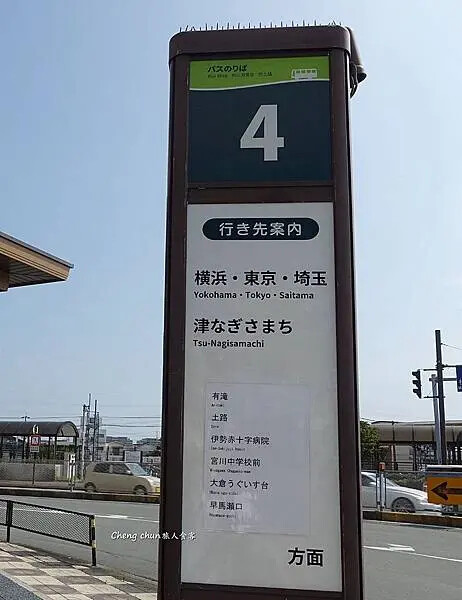 バスのりば
4
行き先案内
横浜・東京・埼玉
Yokohama・Tokyo・Saitama
津なぎさまち
Tsu-Nagisamachi
有滝
土路
伊勢赤十字病院
宮川中学校前
大倉うぐいす台
早馬瀬口
方面
6
Cheng chun旅人食客